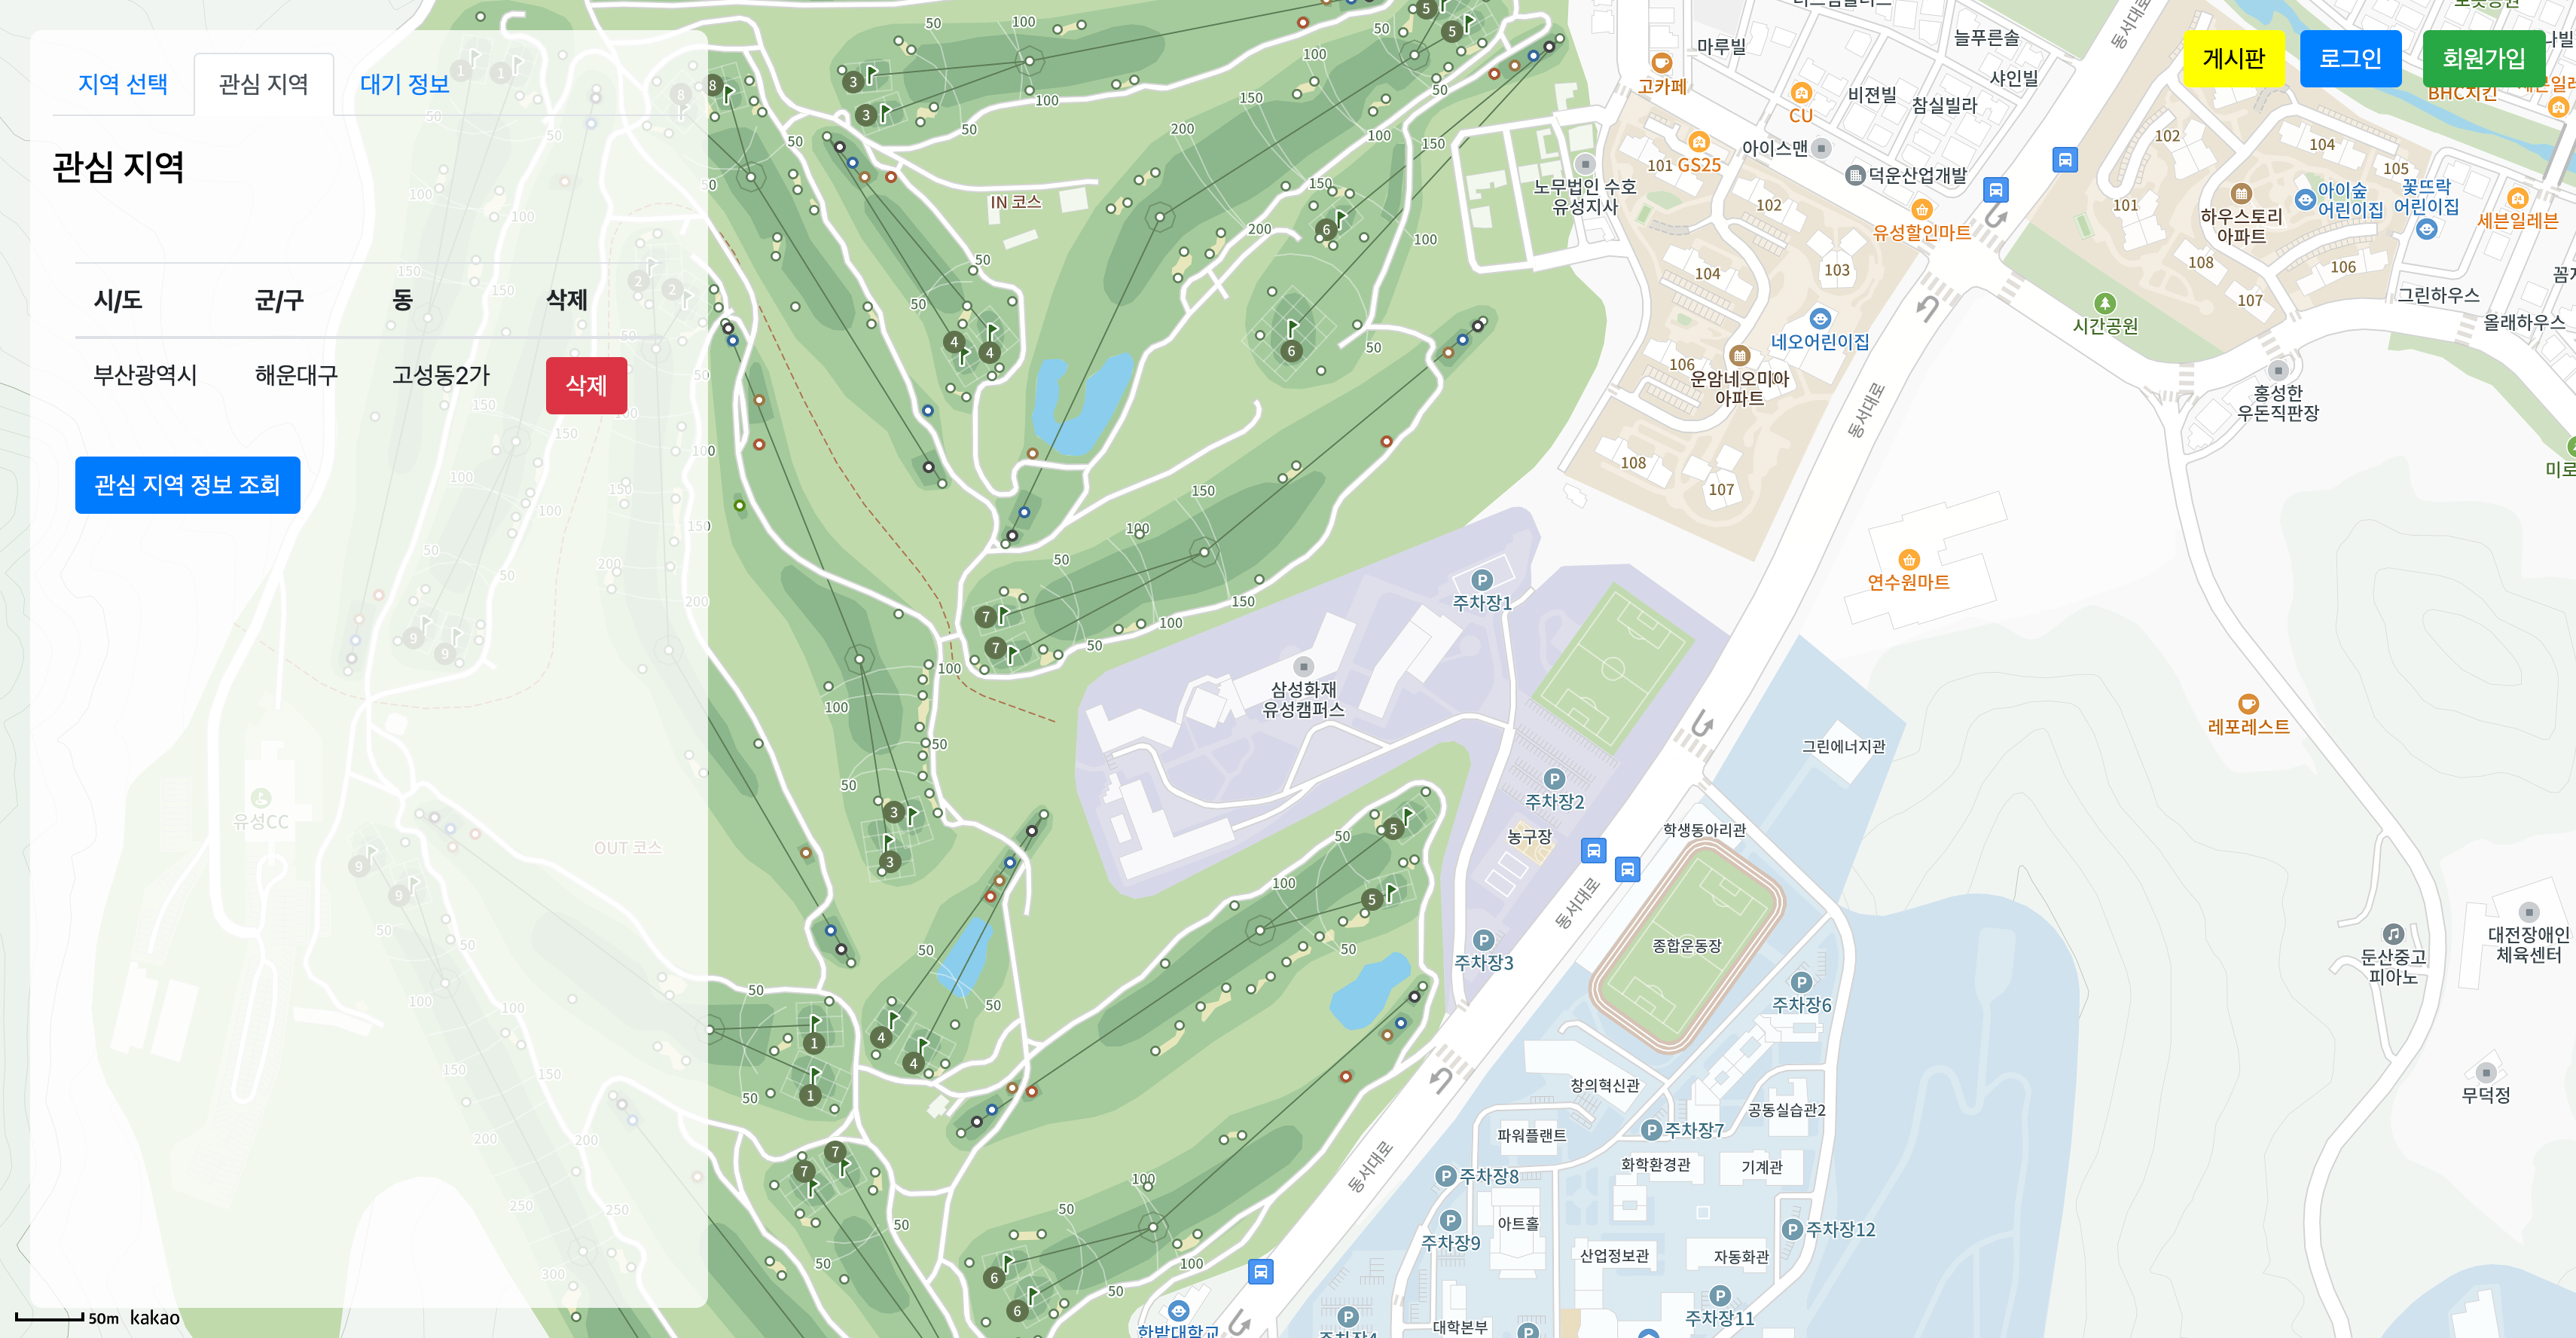 지역 선택
관심 지역
대기 정보
게시판
로그인
회원가입
관심 지역
시/도
군/구
동
삭제
부산광역시
해운대구
고성동2가
삭제
관심 지역 정보 조회
IN 코스
OUT 코스
유성CC
마루빌
늘푸른솔
샤인빌
고카페
비젼빌
참실빌라
CU
BHC치킨
GS25
아이스맨
덕운산업개발
노무법인 수호
유성지사
유성할인마트
101
102
103
104
106
107
108
네오어린이집
운암네오미아
아파트
102
104
105
101
108
106
107
하우스토리
아파트
아이숲
어린이집
꽃뜨락
어린이집
세븐일레븐
그린하우스
올래하우스
시간공원
홍성한
우돈직판장
동서대로
연수원마트
주차장1
삼성화재
유성캠퍼스
레포레스트
그린에너지관
주차장2
농구장
학생동아리관
동서대로
종합운동장
주차장3
주차장6
둔산중고
피아노
대전장애인
체육센터
무덕정
창의혁신관
공동실습관2
파워플랜트
주차장7
화학환경관
기계관
주차장8
동서대로
아트홀
주차장9
주차장12
산업정보관
자동화관
주차장11
대학본부
한밭대학교
50m
kakao